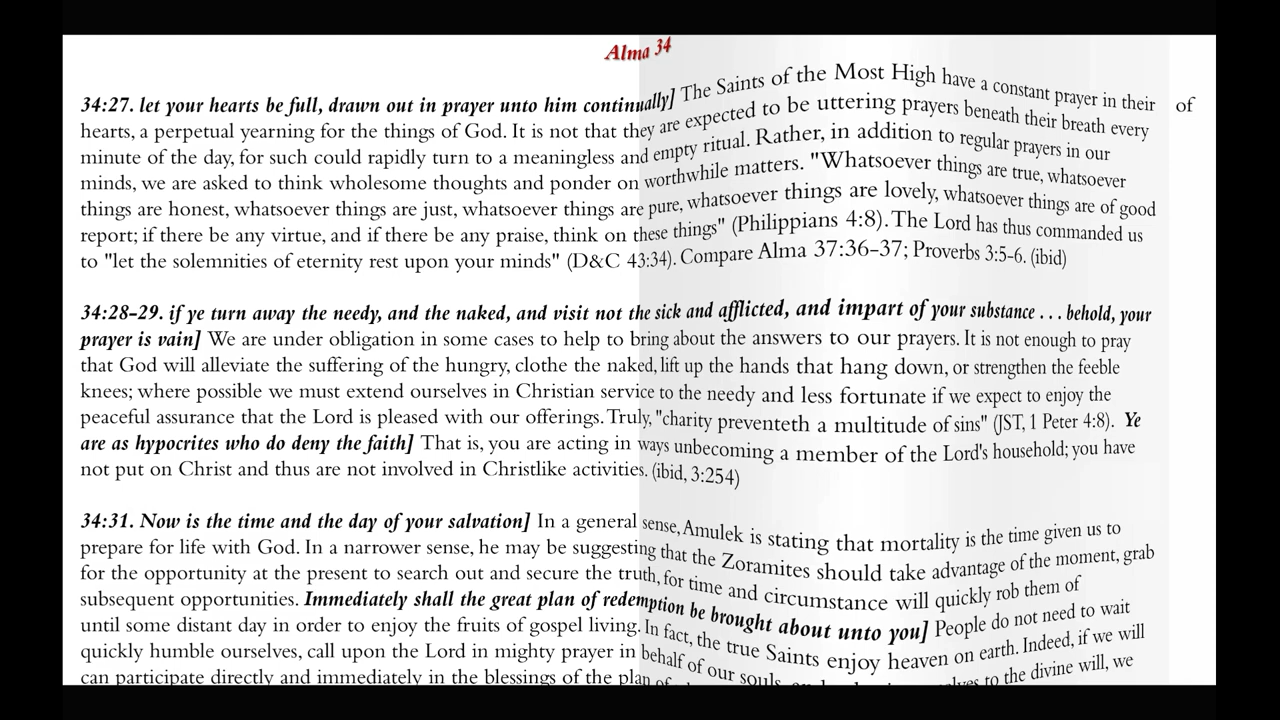 Alma 34
34:27. let your hearts be full, drawn out in prayer unto him continually] The Saints of the Most High have a constant prayer in their of
hearts, a perpetual yearning for the things of God. It is not that they are expected to be uttering prayers beneath their breath every
minute of the day, for such could rapidly turn to a meaningless and empty ritual. Rather, in addition to regular prayers in our
minds, we are asked to think wholesome thoughts and ponder on worthwhile matters. "Whatsoever things are true, whatsoever
things are honest, whatsoever things are just, whatsoever things are pure, whatsoever things are lovely, whatsoever things are of good
report; if there be any virtue, and if there be any praise, think on these things" (Philippians 4:8). The Lord has thus commanded us
to "let the solemnities of eternity rest upon your minds" (D&C 43:34). Compare Alma 37:36-37; Proverbs 3:5-6. (ibid)
34:28-29. if ye turn away the needy, and the naked, and visit not the sick and afflicted, and impart of your substance . . . behold, your
prayer is vain] We are under obligation in some cases to help to bring about the answers to our prayers. It is not enough to pray
that God will alleviate the suffering of the hungry, clothe the naked, lift up the hands that hang down, or strengthen the feeble
knees; where possible we must extend ourselves in Christian service to the needy and less fortunate if we expect to enjoy the
peaceful assurance that the Lord is pleased with our offerings. Truly, "charity preventeth a multitude of sins" (JST, 1 Peter 4:8). Ye
are as hypocrites who do deny the faith] That is, you are acting in ways unbecoming a member of the Lord's household; you have
not put on Christ and thus are not involved in Christlike activities. (ibid, 3:254)
34:31. Now is the time and the day of your salvation] In a general sense, Amulek is stating that mortality is the time given us to
prepare for life with God. In a narrower sense, he may be suggesting that the Zoramites should take advantage of the moment, grab
for the opportunity at the present to search out and secure the truth, for time and circumstance will quickly rob them of
subsequent opportunities. Immediately shall the great plan of redemption be brought about unto you] People do not need to wait
until some distant day in order to enjoy the fruits of gospel living. In fact, the true Saints enjoy heaven on earth. Indeed, if we will
quickly humble ourselves, call upon the Lord in mighty prayer in behalf of our souls to the divine will, we
can participate directly and immediately in the blessings of the plan of